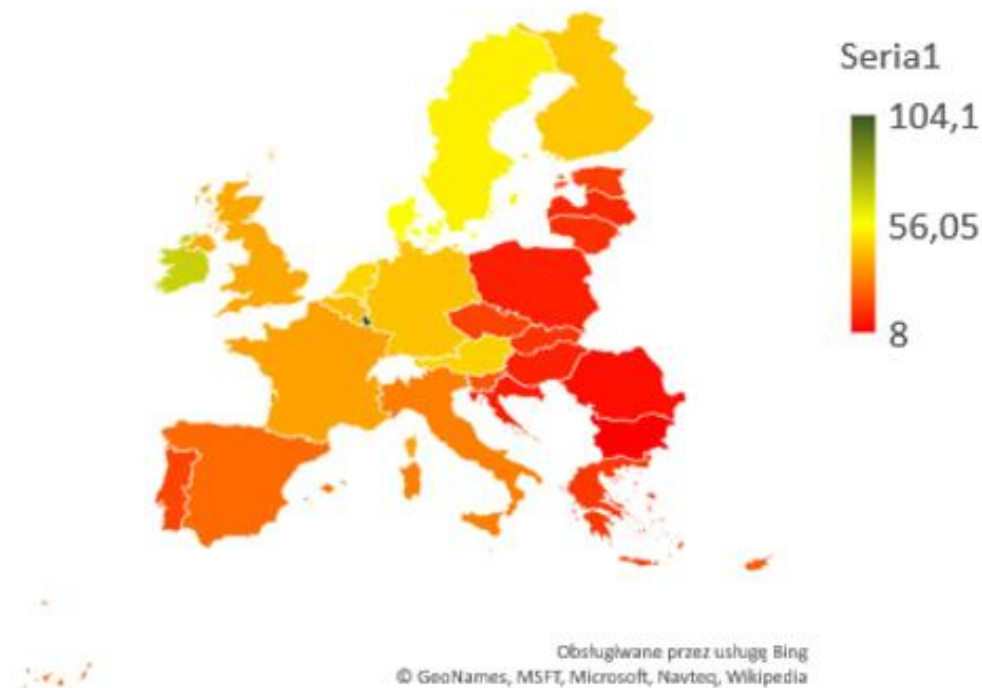 Seria1
104,1
56,05
8
Obsługiwane przez usługę Bing
© GeoNames, MSFT, Microsoft, Navteq, Wikipedia